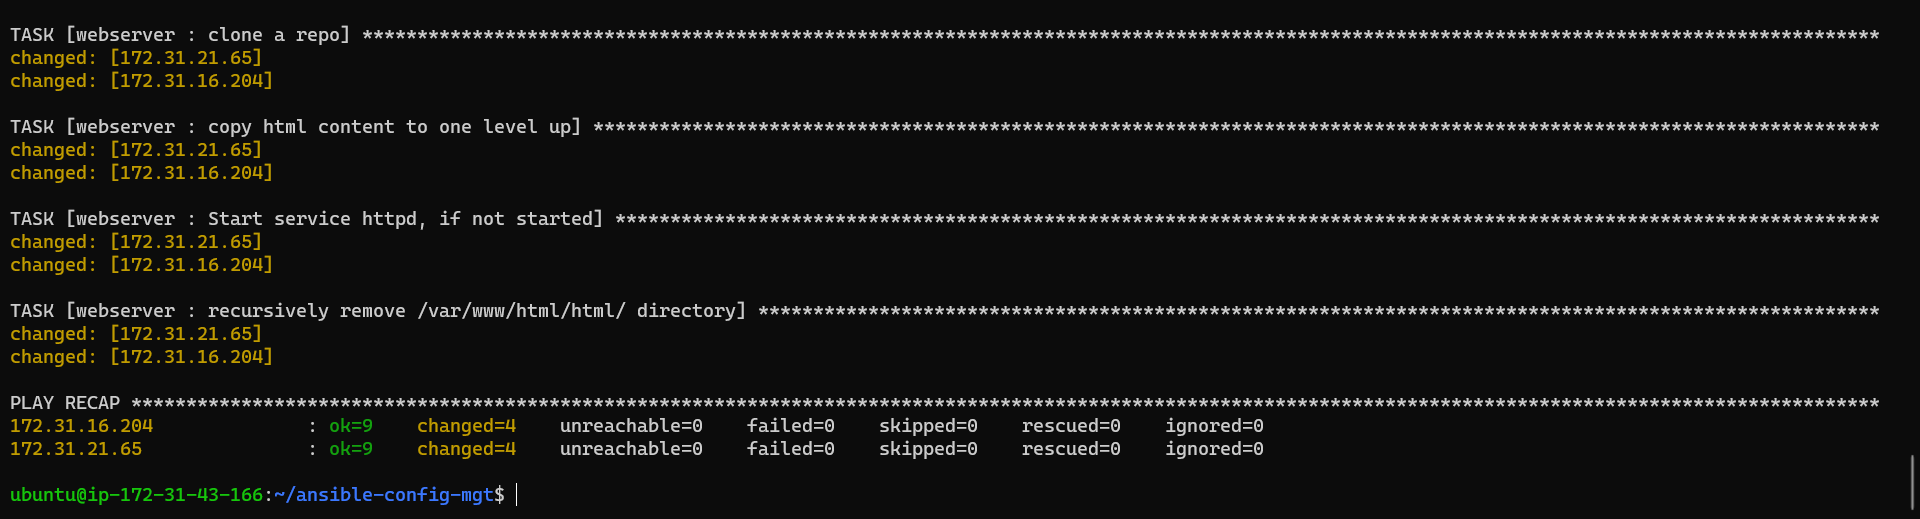 TASK [webserver : clone a repo] ******************************************************************************************************************************************
changed: [172.31.21.65]
changed: [172.31.16.204]
TASK [webserver : copy html content to one level up] *********************************************************************************************************************
changed: [172.31.21.65]
changed: [172.31.16.204]
TASK [webserver : Start service httpd, if not started] *******************************************************************************************************************
changed: [172.31.21.65]
changed: [172.31.16.204]
TASK [webserver : recursively remove /var/www/html/html/ directory] ******************************************************************************************************
changed: [172.31.21.65]
changed: [172.31.16.204]
PLAY RECAP ***************************************************************************************************************************************************************
172.31.16.204              : ok=9    changed=4    unreachable=0    failed=0    skipped=0    rescued=0    ignored=0
172.31.21.65               : ok=9    changed=4    unreachable=0    failed=0    skipped=0    rescued=0    ignored=0
ubuntu@ip-172-31-43-166:~/ansible-config-mgt$